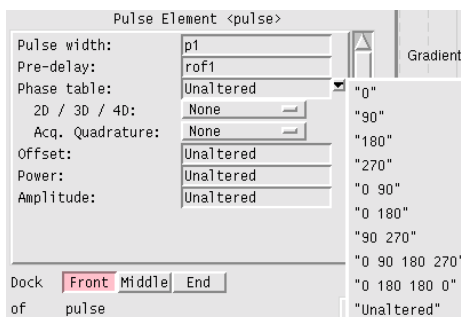 Pulse Element <pulse>
Pulse width: p1
Pre-delay: rof1
Phase table: Unaltered
2D / 3D / 4D: None
Acq. Quadrature: None
Offset: Unaltered
Power: Unaltered
Amplitude: Unaltered
Dock Front Middle End
of pulse
Gradient
"0"
"90"
"180"
"270"
"0 90"
"0 180"
"90 270"
"0 90 180 270"
"0 180 180 0"
"Unaltered"